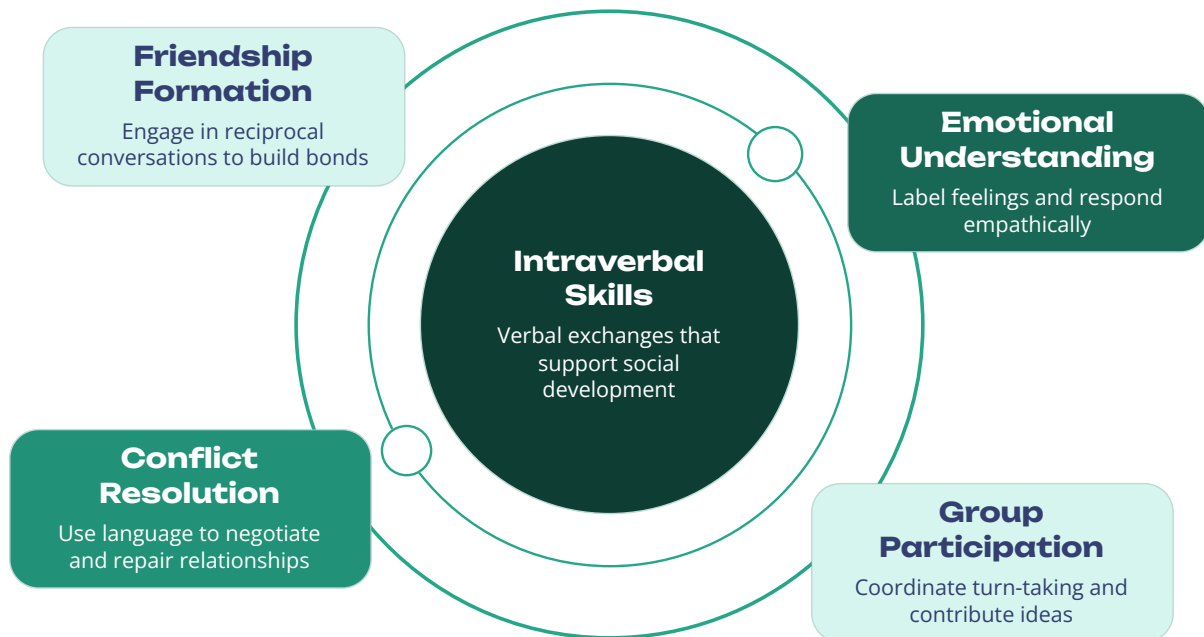 Friendship
Formation
Engage in reciprocal
conversations to build bonds
Emotional
Understanding
Label feelings and respond
empathically
Intraverbal
Skills
Verbal exchanges that
support social
development
Conflict
Resolution
Use language to negotiate
and repair relationships
Group
Participation
Coordinate turn-taking and
contribute ideas